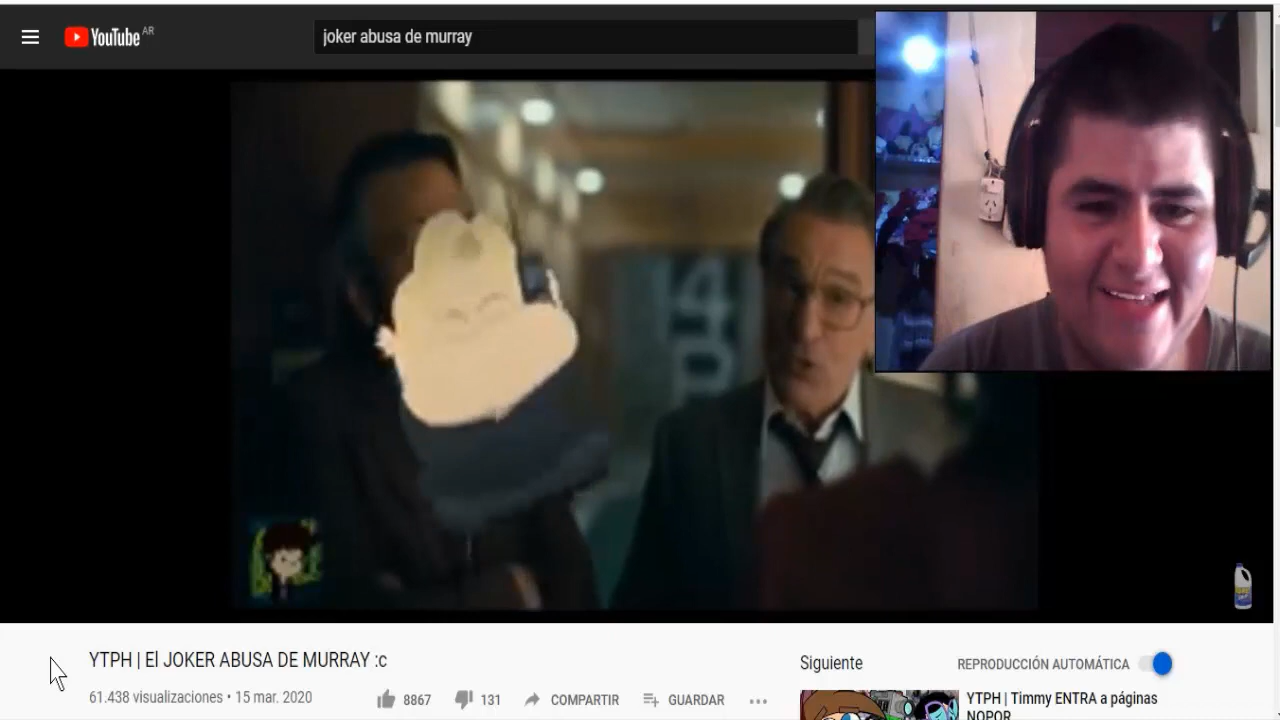 YouTube AR
joker abusa de murray
YTPH | El JOKER ABUSA DE MURRAY :c
61.438 visualizaciones • 15 mar. 2020
8867
131
COMPARTIR
GUARDAR
Siguiente
REPRODUCCIÓN AUTOMÁTICA
YTPH | Timmy ENTRA a páginas
NOPOR